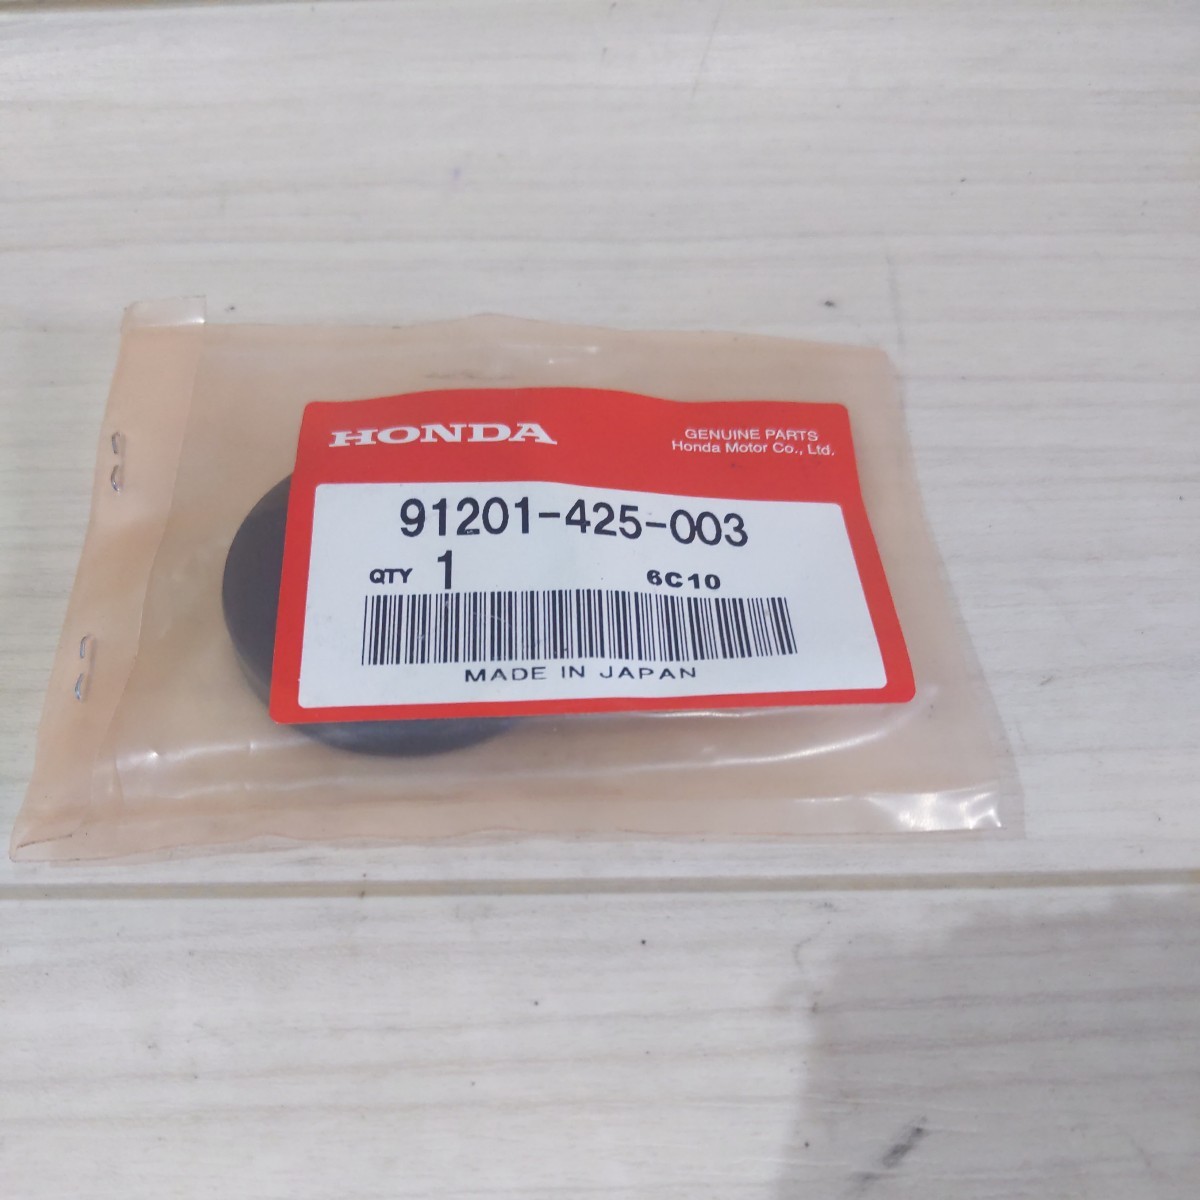 HONDA
GENUINE PARTS
Honda Motor Co., Ltd.
91201-425-003
QTY 1 6C10
MADE IN JAPAN